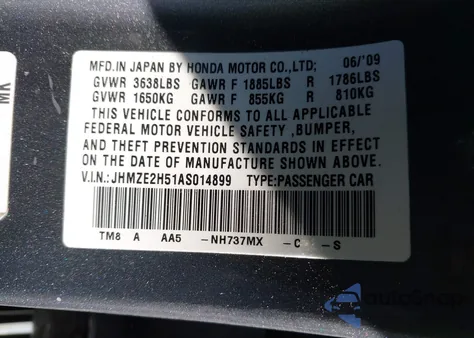 MFD.IN JAPAN BY HONDA MOTOR CO.,LTD; 06/'09
GVWR 3638LBS GAWR F 1885LBS R 1786LBS
GVWR 1650KG GAWR F 855KG R 810KG
THIS VEHICLE CONFORMS TO ALL APPLICABLE
FEDERAL MOTOR VEHICLE SAFETY ,BUMPER,
AND THEFT PREVENTION STANDARDS IN EFFECT
ON THE DATE OF MANUFACTURE SHOWN ABOVE.
V.I.N.:JHMZE2H51AS014899 TYPE:PASSENGER CAR
TM8 A AA5 -NH737MX -C -S
MX